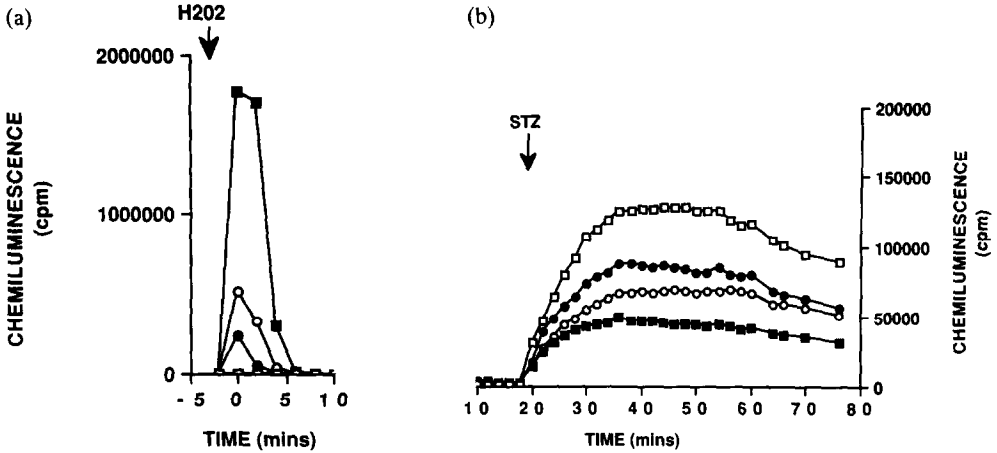 (a)
H202
2000000
1000000
0
CHEMILUMINESCENCE
(cpm)
- 5 0 5 1 0
TIME (mins)
(b)
STZ
200000
150000
100000
50000
0
CHEMILUMINESCENCE
(cpm)
1 0 2 0 3 0 4 0 5 0 6 0 7 0 8 0
TIME (mins)